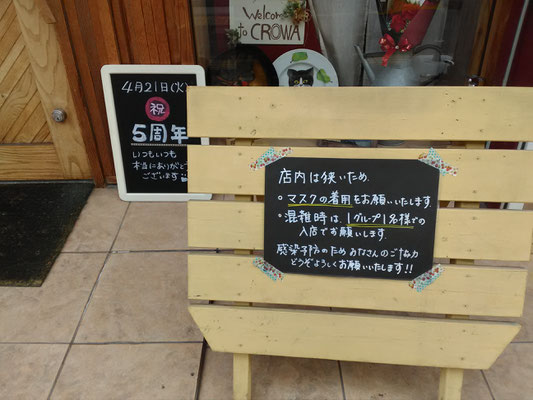 Welcome
to CROWA
4月21日(火)
祝
5周年
いつもいつも
本当にありがとう
ございます
店内は狭いため、
○マスクの着用をお願いいたします。
○混雑時は、1グループ1名様での
入店でお願いします。
感染予防のためみなさんのご協力
どうぞよろしくお願いいたします!!